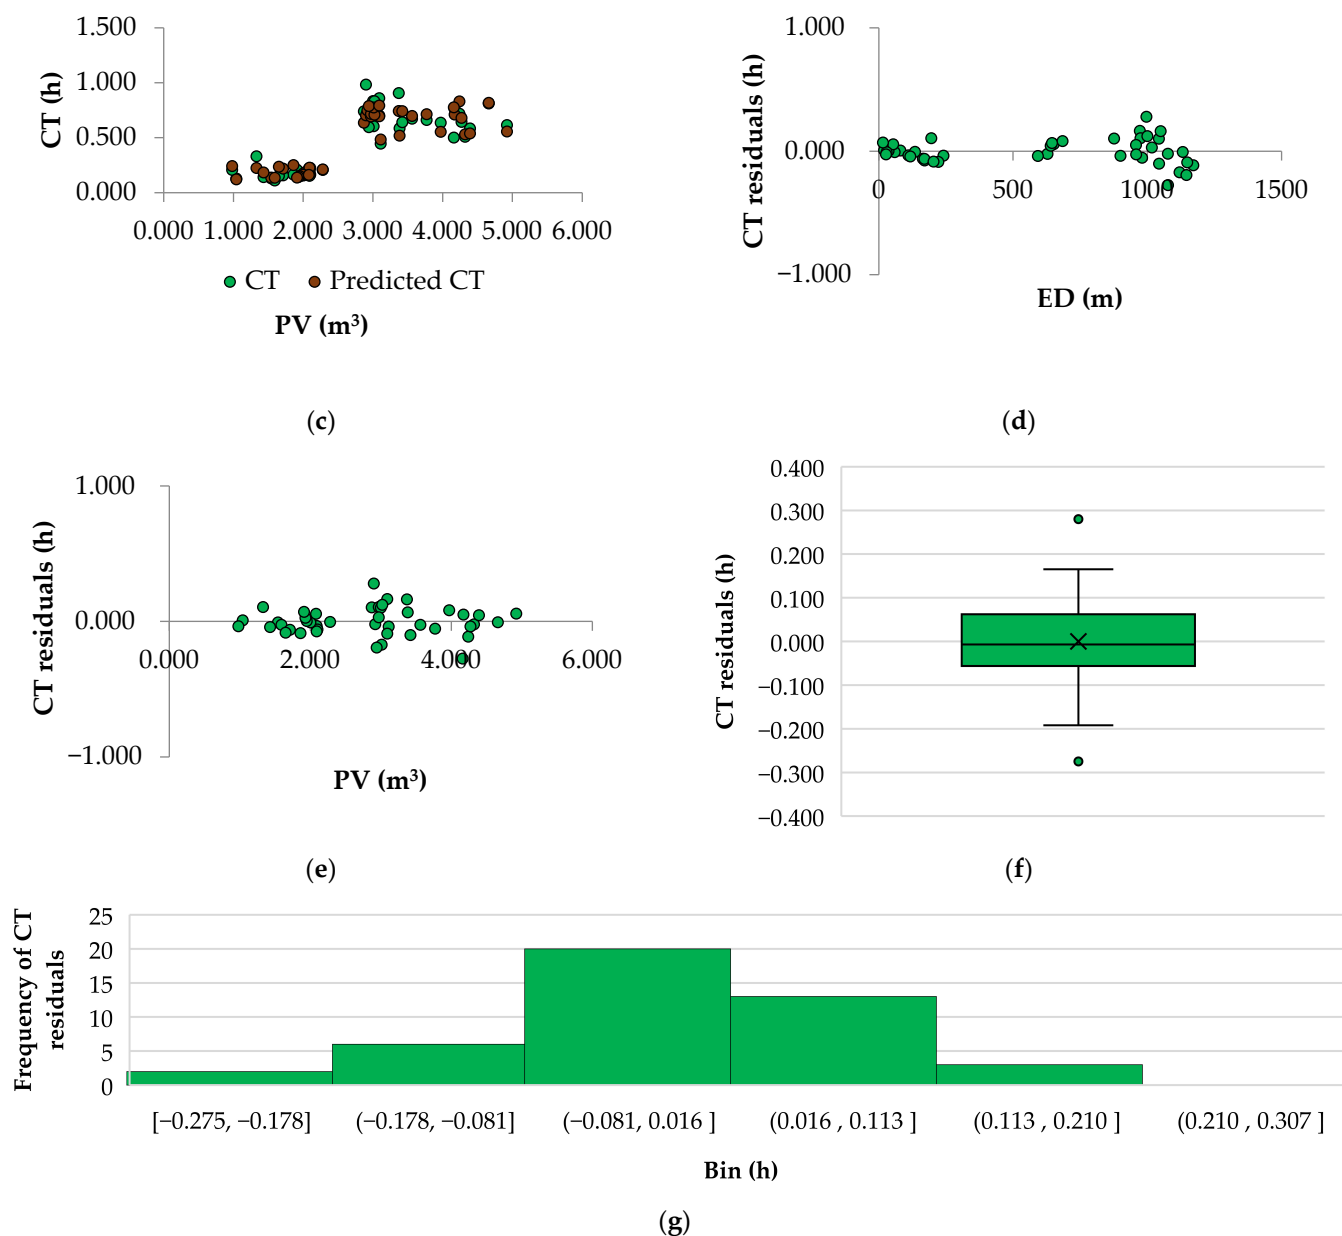 1.500
1.000
0.500
0.000
CT (h)
0.000 1.000 2.000 3.000 4.000 5.000 6.000
CT Predicted CT
PV (m³)
(c)
1.000
0.000
−1.000
CT residuals (h)
0 500 1000 1500
ED (m)
(d)
1.000
0.000
−1.000
CT residuals (h)
0.000 2.000 4.000 6.000
PV (m³)
(e)
0.400
0.300
0.200
0.100
0.000
−0.100
−0.200
−0.300
−0.400
CT residuals (h)
(f)
Frequency of CT
residuals
25
20
15
10
5
0
[−0.275, −0.178] (−0.178, −0.081] (−0.081, 0.016 ] (0.016 , 0.113 ] (0.113 , 0.210 ] (0.210 , 0.307 ]
Bin (h)
(g)